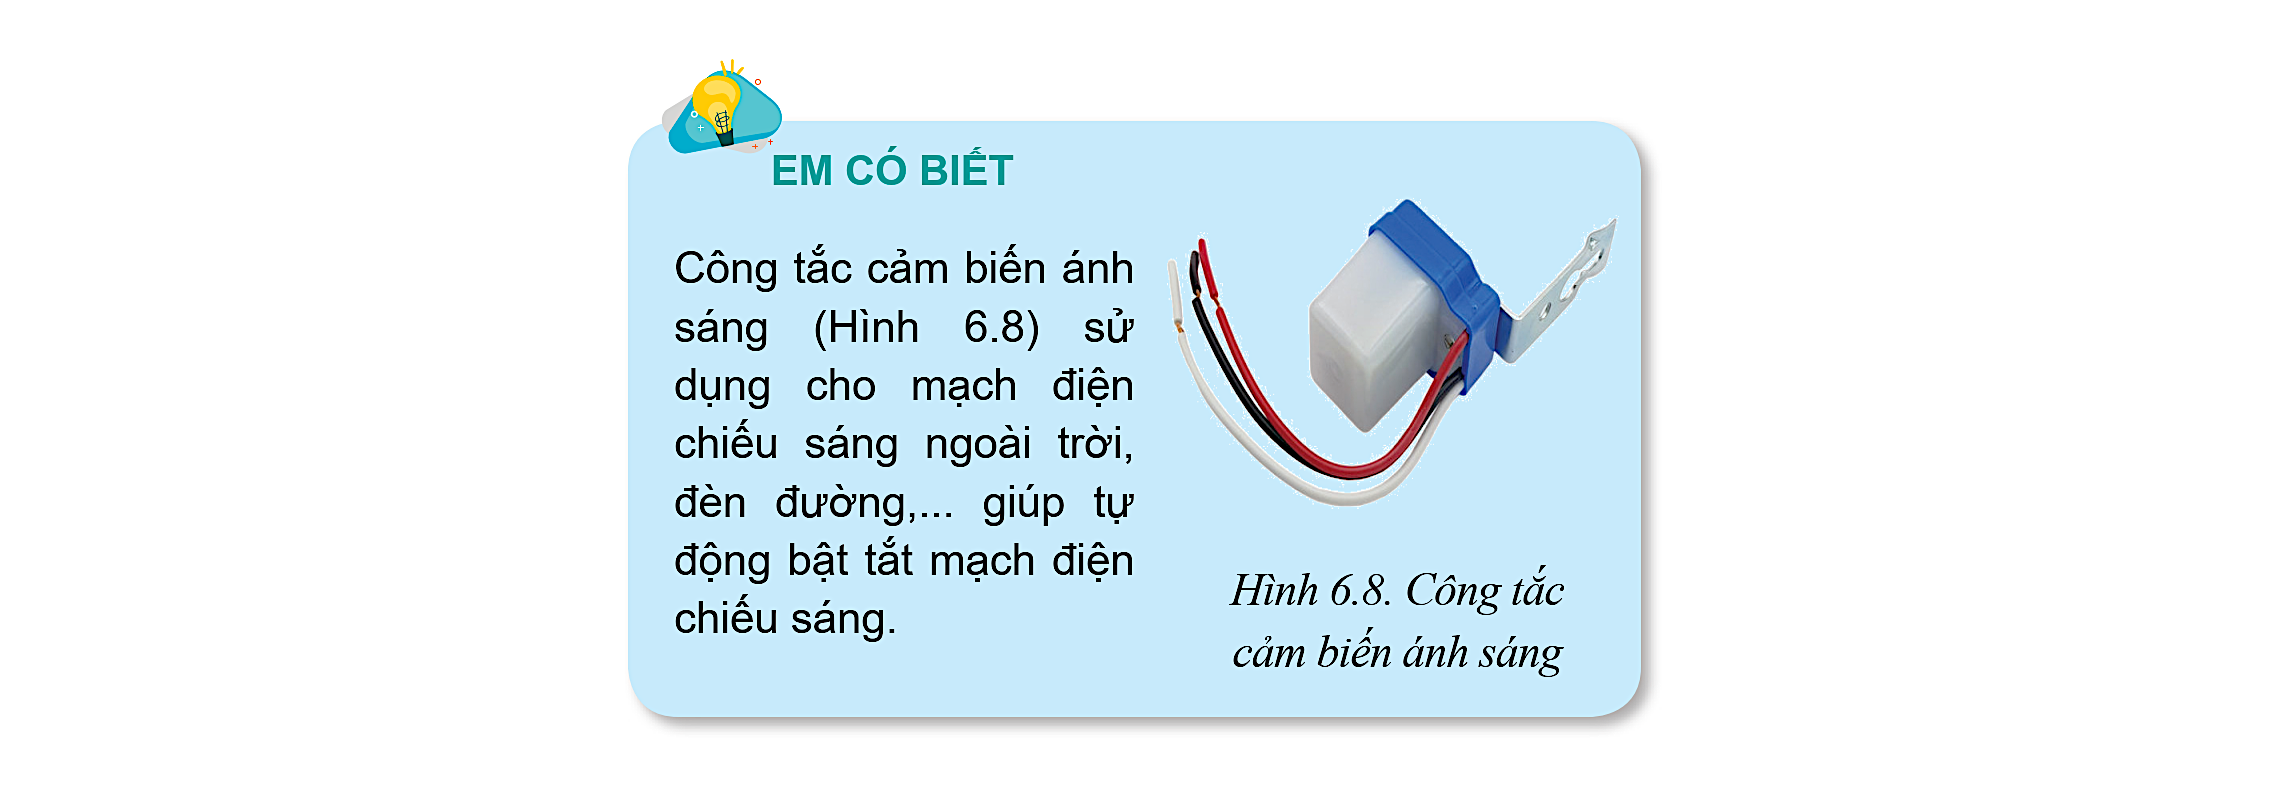 EM CÓ BIẾT
Công tắc cảm biến ánh
sáng (Hình 6.8) sử
dụng cho mạch điện
chiếu sáng ngoài trời,
đèn đường,... giúp tự
động bật tắt mạch điện
chiếu sáng.
Hình 6.8. Công tắc
cảm biến ánh sáng